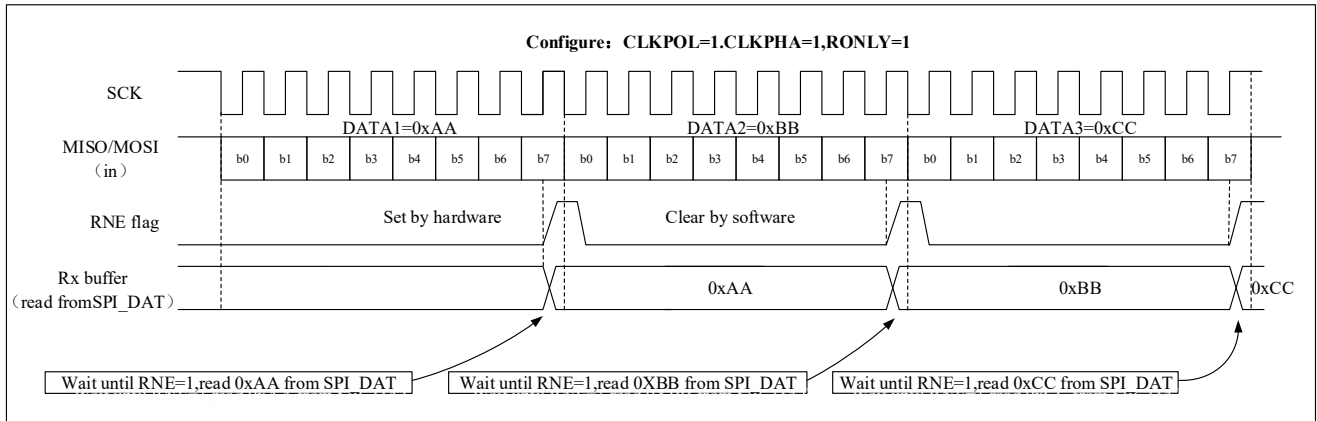 Configure：CLKPOL=1.CLKPHA=1,RONLY=1
SCK
DATA1=0xAA DATA2=0xBB DATA3=0xCC
MISO/MOSI
（in）
b0 b1 b2 b3 b4 b5 b6 b7 b0 b1 b2 b3 b4 b5 b6 b7 b0 b1 b2 b3 b4 b5 b6 b7
RNE flag
Set by hardware Clear by software
Rx buffer
（read fromSPI_DAT）
0xAA 0xBB 0xCC
Wait until RNE=1,read 0xAA from SPI_DAT Wait until RNE=1,read 0XBB from SPI_DAT Wait until RNE=1,read 0xCC from SPI_DAT